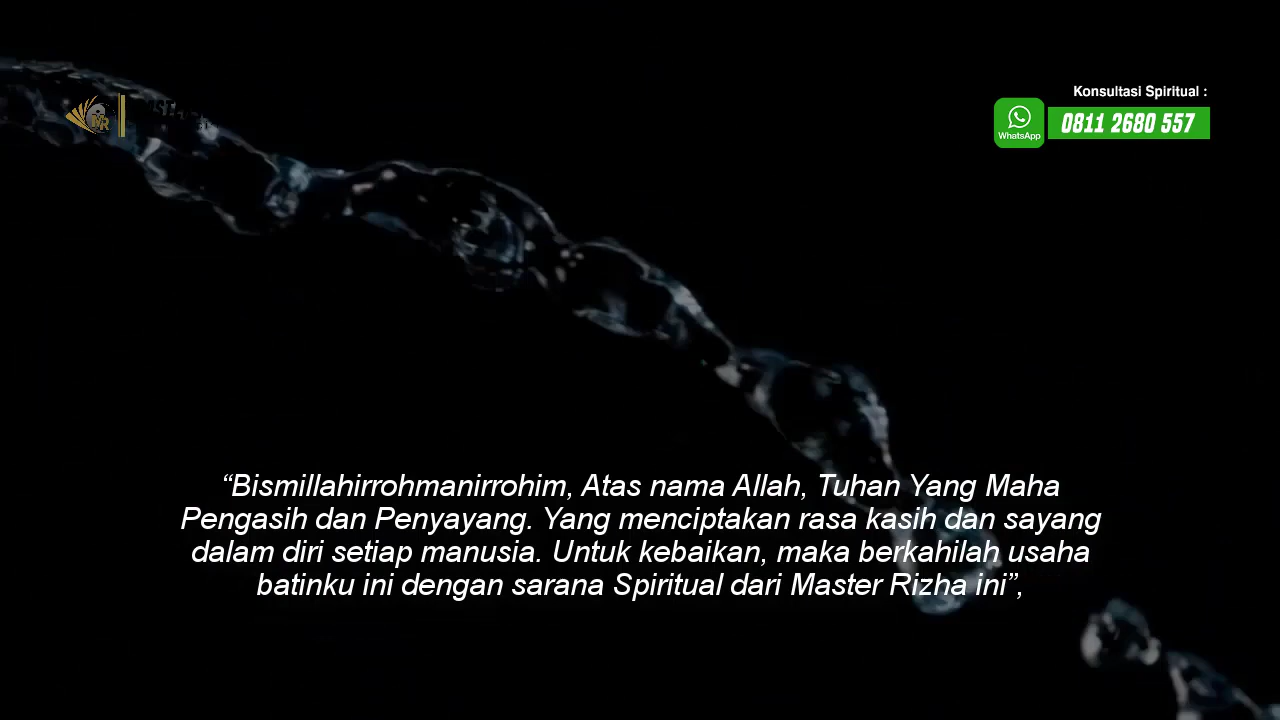 Konsultasi Spiritual :
WhatsApp
0811 2680 557
“Bismillahirrohmanirrohim, Atas nama Allah, Tuhan Yang Maha
Pengasih dan Penyayang. Yang menciptakan rasa kasih dan sayang
dalam diri setiap manusia. Untuk kebaikan, maka berkahilah usaha
batinku ini dengan sarana Spiritual dari Master Rizha ini”,